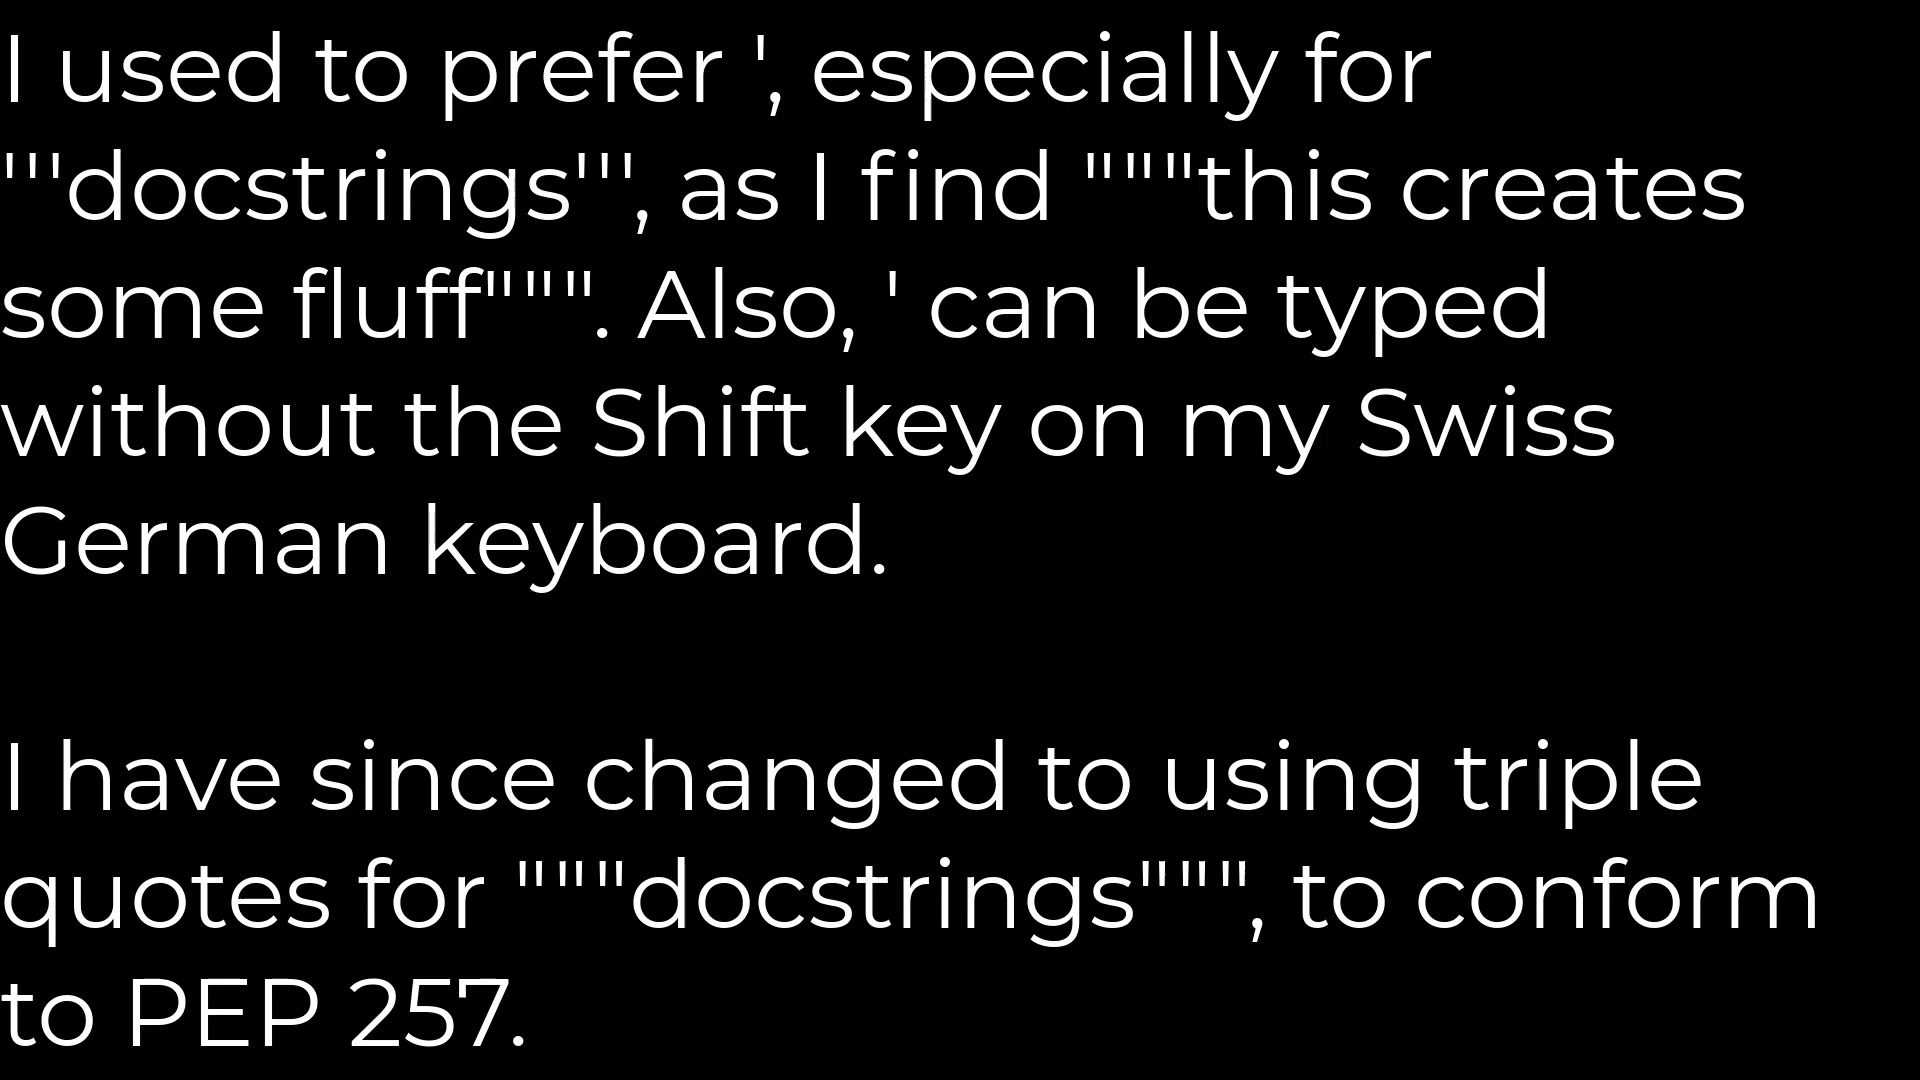 I used to prefer ', especially for
'''docstrings''', as I find """this creates
some fluff""". Also, ' can be typed
without the Shift key on my Swiss
German keyboard.
I have since changed to using triple
quotes for """docstrings""", to conform
to PEP 257.